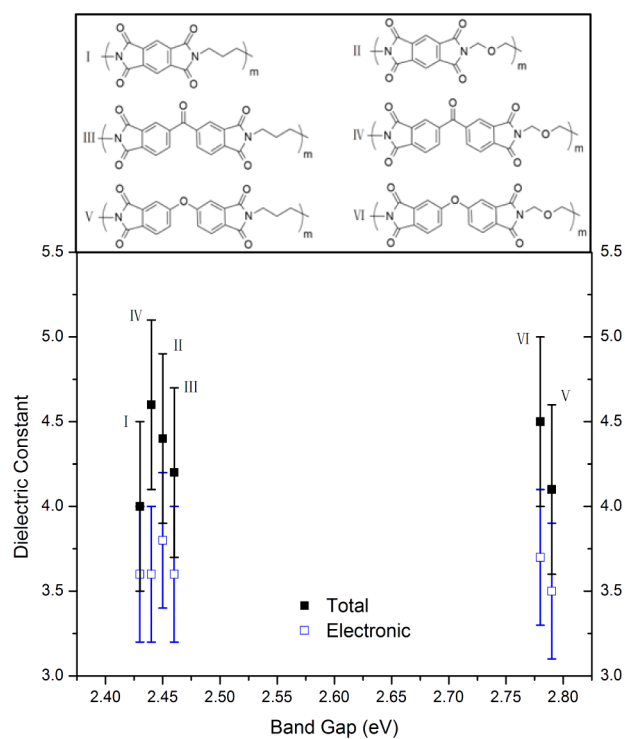 O O O O
I N N m
O O O O
II N N O m
O O O O O
III N N m
O O O O O
IV N N O m
O O O O O
V N N m
O O O O O
VI N N O m
5.5 5.5
IV
VI
5.0 5.0
II
III
V
4.5 4.5
I
4.0 4.0
3.5 3.5
Total
Electronic
3.0 3.0
2.40 2.45 2.50 2.55 2.60 2.65 2.70 2.75 2.80
Band Gap (eV)
Dielectric Constant